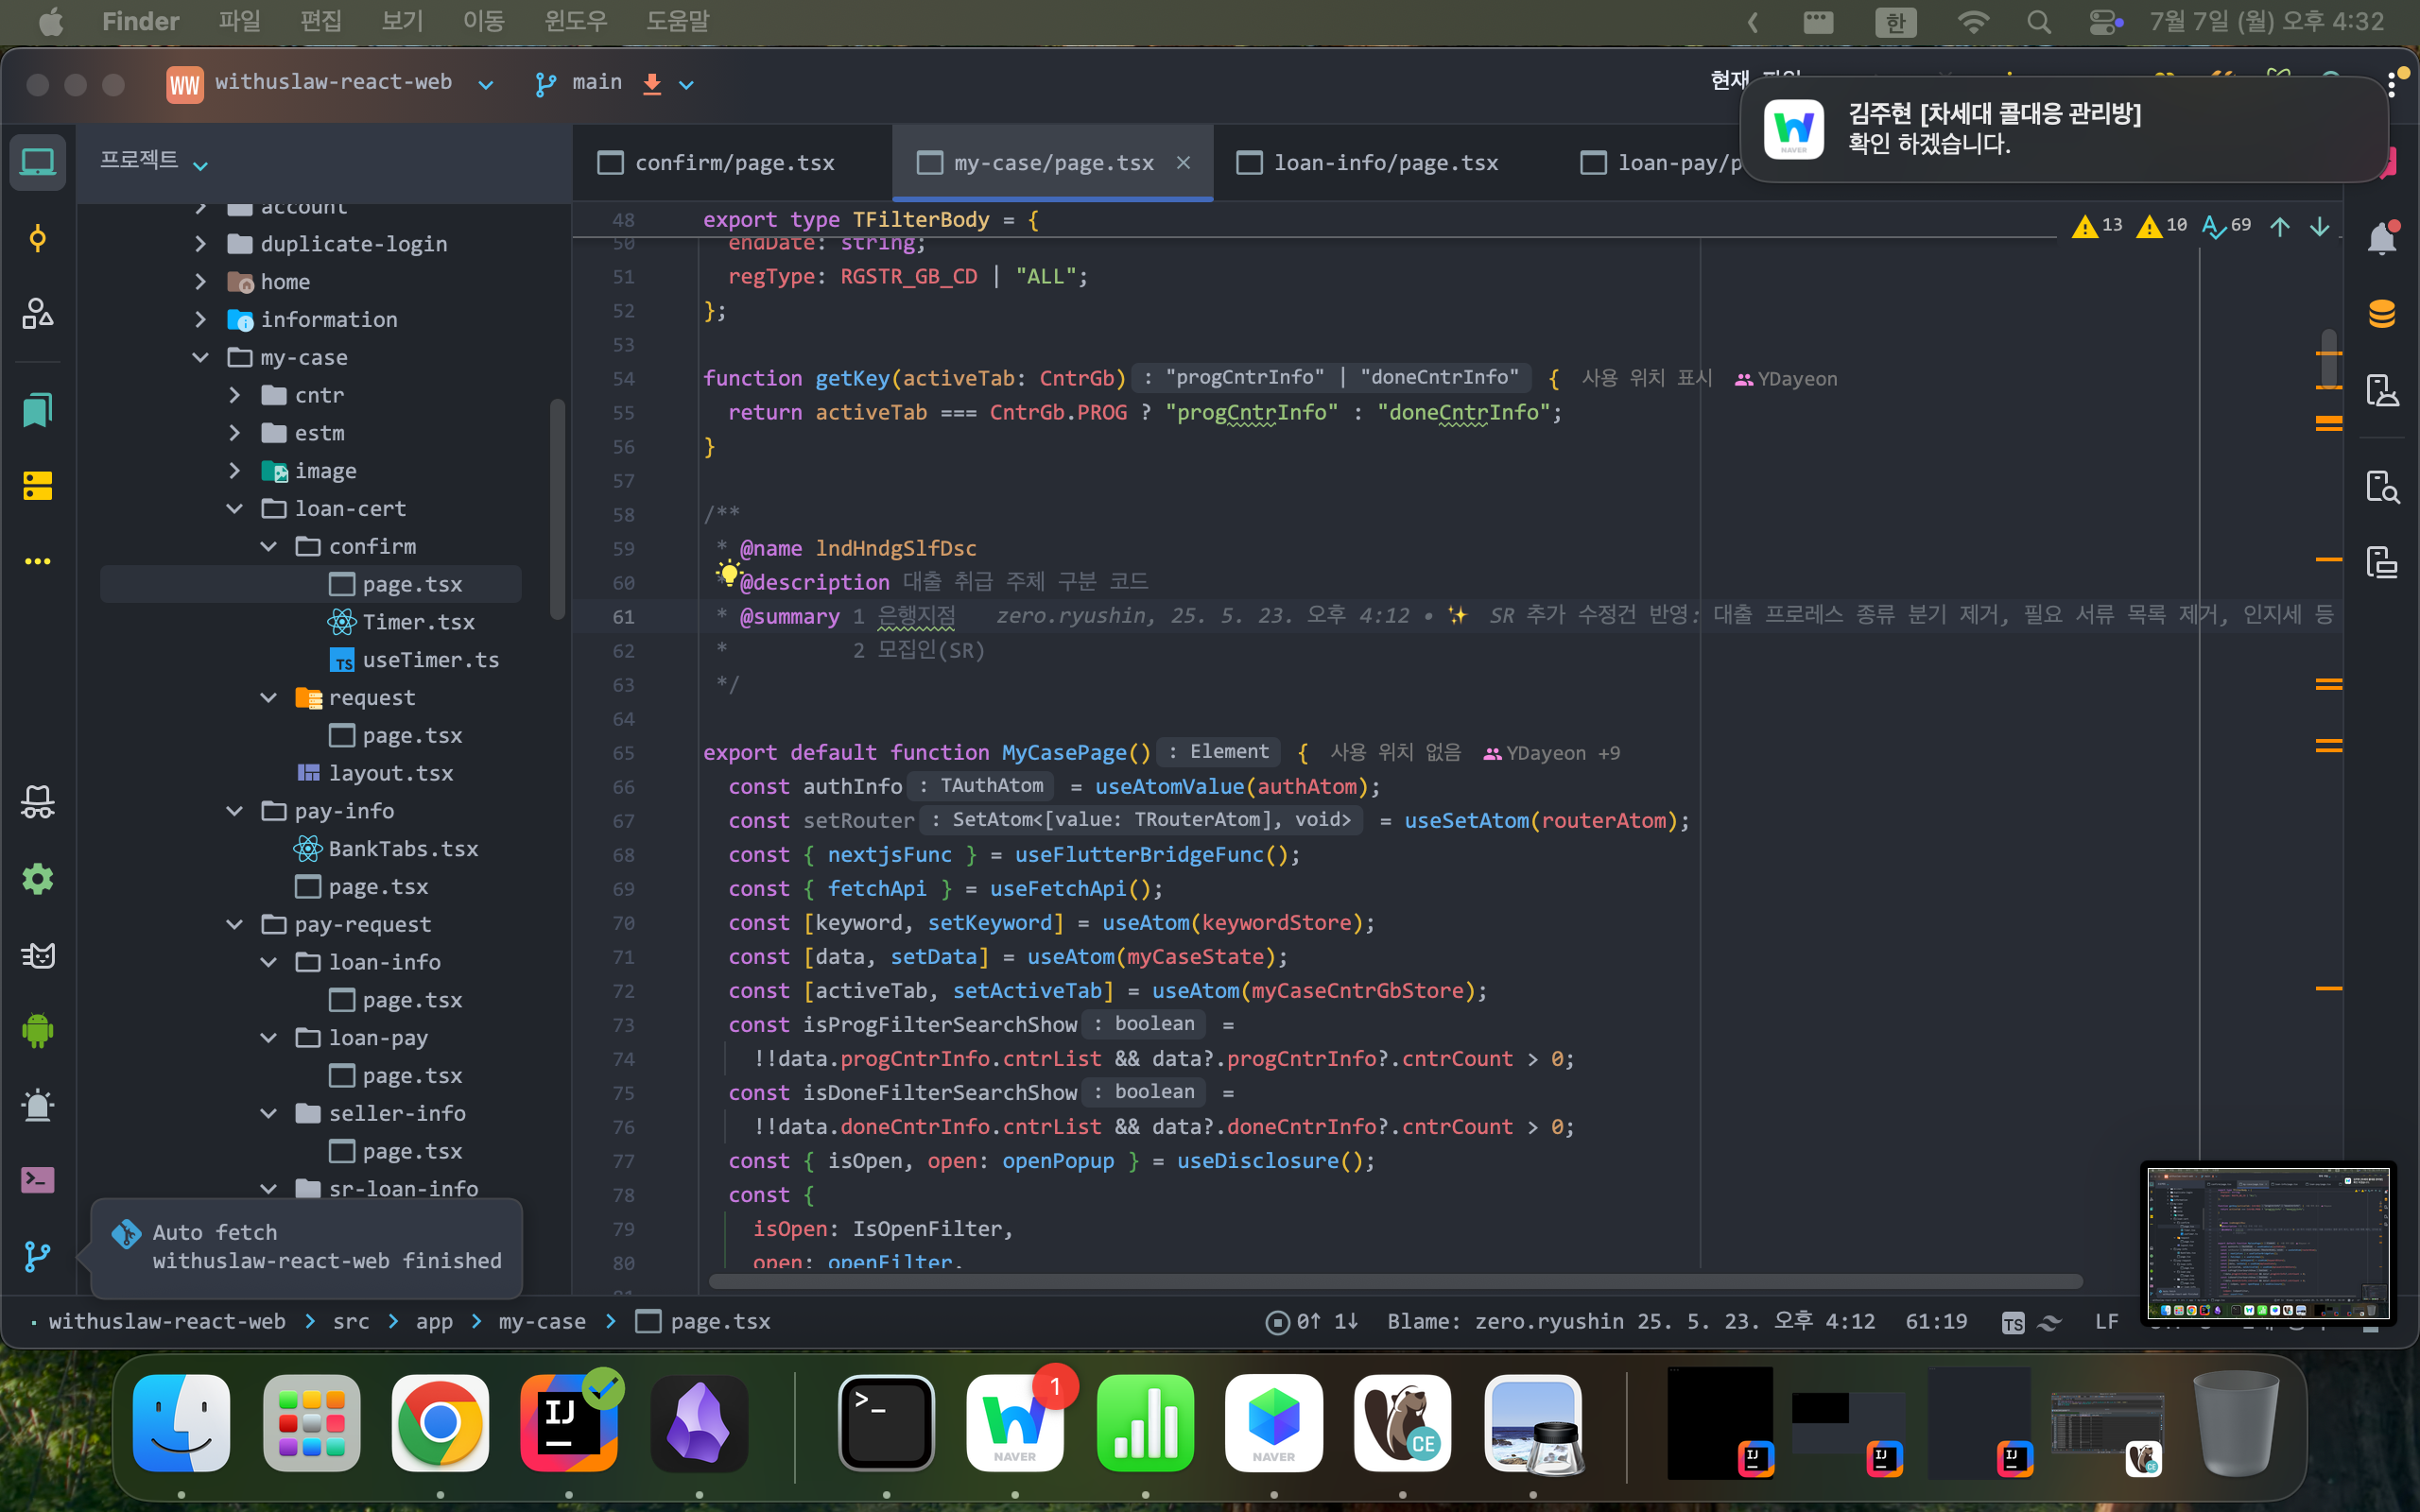 Finder 파일 편집 보기 이동 윈도우 도움말
한 7월 7일 (월) 오후 4:32
WW withuslaw-react-web main
현재 파일
김주현 [차세대 콜대응 관리방]
확인 하겠습니다.
NAVER
프로젝트
confirm/page.tsx my-case/page.tsx loan-info/page.tsx loan-pay/p
account
duplicate-login
home
information
my-case
cntr
estm
image
loan-cert
confirm
page.tsx
Timer.tsx
TS useTimer.ts
request
page.tsx
layout.tsx
pay-info
BankTabs.tsx
page.tsx
pay-request
loan-info
page.tsx
loan-pay
page.tsx
seller-info
page.tsx
sr-loan-info
13 10 69
48 export type TFilterBody = {
50 endDate: string;
51 regType: RGSTR_GB_CD | "ALL";
52 };
53
54 function getKey(activeTab: CntrGb) : "progCntrInfo" | "doneCntrInfo" { 사용 위치 표시 YDayeon
55 return activeTab === CntrGb.PROG ? "progCntrInfo" : "doneCntrInfo";
56 }
57
58 /**
59 * @name lndHndgSlfDsc
60 * @description 대출 취급 주체 구분 코드
61 * @summary 1 은행지점 zero.ryushin, 25. 5. 23. 오후 4:12 • ✨ SR 추가 수정건 반영: 대출 프로레스 종류 분기 제거, 필요 서류 목록 제거, 인지세 등
62 * 2 모집인(SR)
63 */
64
65 export default function MyCasePage() : Element { 사용 위치 없음 YDayeon +9
66 const authInfo : TAuthAtom = useAtomValue(authAtom);
67 const setRouter : SetAtom<[value: TRouterAtom], void> = useSetAtom(routerAtom);
68 const { nextjsFunc } = useFlutterBridgeFunc();
69 const { fetchApi } = useFetchApi();
70 const [keyword, setKeyword] = useAtom(keywordStore);
71 const [data, setData] = useAtom(myCaseState);
72 const [activeTab, setActiveTab] = useAtom(myCaseCntrGbStore);
73 const isProgFilterSearchShow : boolean =
74 !!data.progCntrInfo.cntrList && data?.progCntrInfo?.cntrCount > 0;
75 const isDoneFilterSearchShow : boolean =
76 !!data.doneCntrInfo.cntrList && data?.doneCntrInfo?.cntrCount > 0;
77 const { isOpen, open: openPopup } = useDisclosure();
78 const {
79 isOpen: IsOpenFilter,
80 open: openFilter,
Auto fetch
withuslaw-react-web finished
withuslaw-react-web > src > app > my-case > page.tsx
0↑ 1↓ Blame: zero.ryushin 25. 5. 23. 오후 4:12 61:19 TS LF
IJ
>_
NAVER
1
NAVER
CE
IJ
IJ
IJ